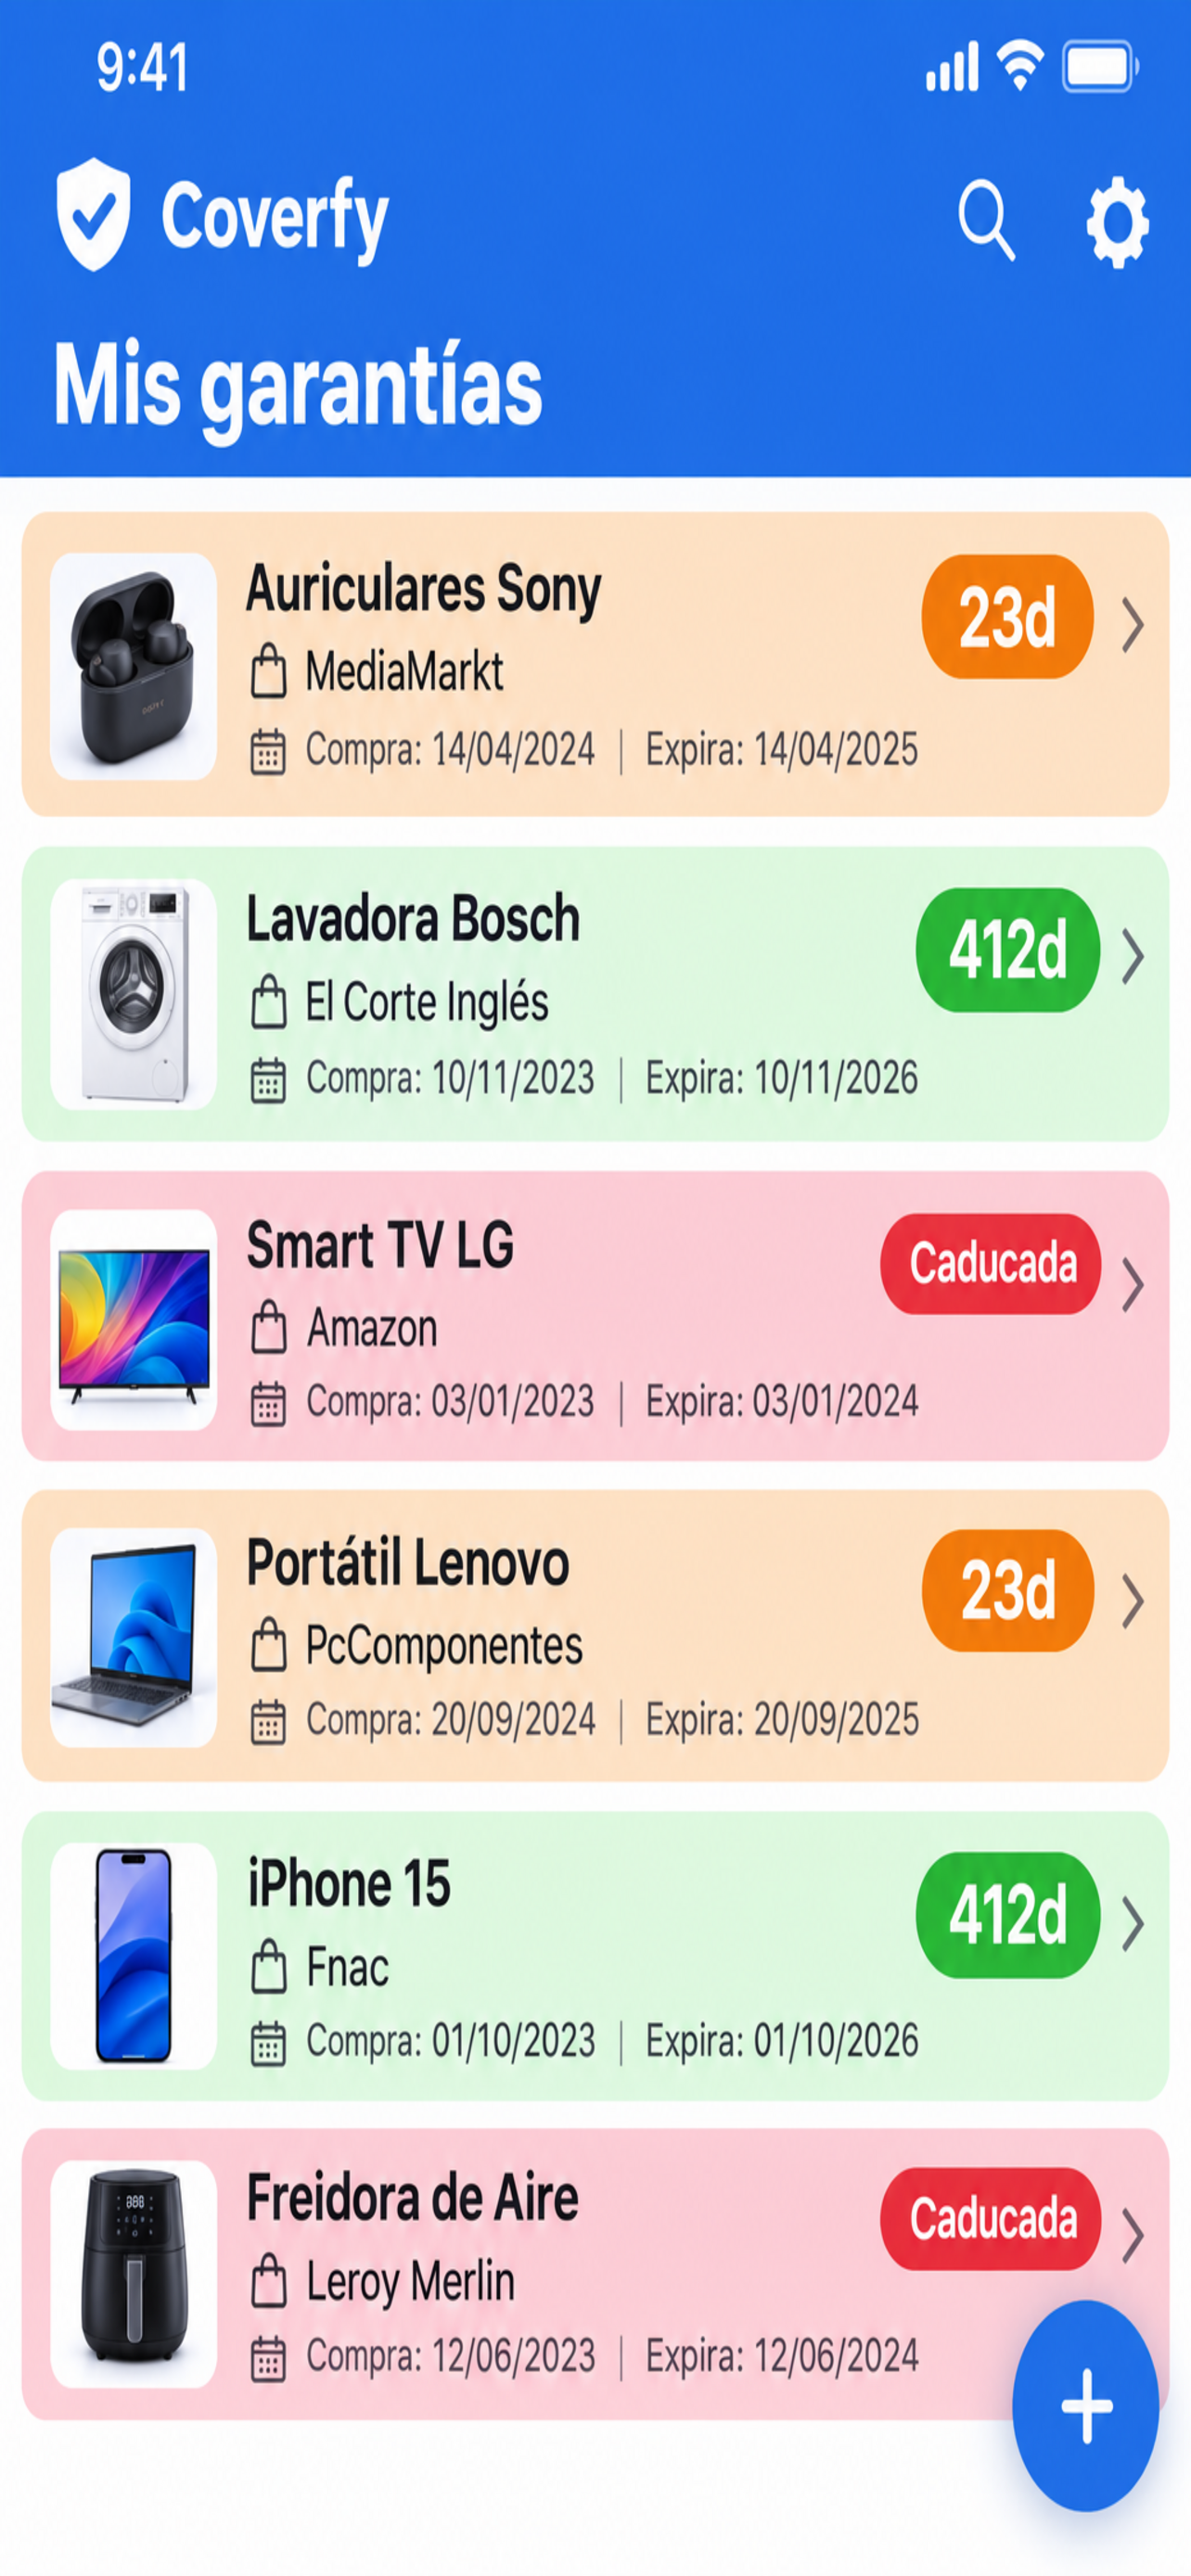 9:41
Coverfy
Mis garantías
Auriculares Sony
23d
MediaMarkt
Compra: 14/04/2024 | Expira: 14/04/2025
Lavadora Bosch
412d
El Corte Inglés
Compra: 10/11/2023 | Expira: 10/11/2026
Smart TV LG
Caducada
Amazon
Compra: 03/01/2023 | Expira: 03/01/2024
Portátil Lenovo
23d
PcComponentes
Compra: 20/09/2024 | Expira: 20/09/2025
iPhone 15
412d
Fnac
Compra: 01/10/2023 | Expira: 01/10/2026
Freidora de Aire
Caducada
Leroy Merlin
Compra: 12/06/2023 | Expira: 12/06/2024